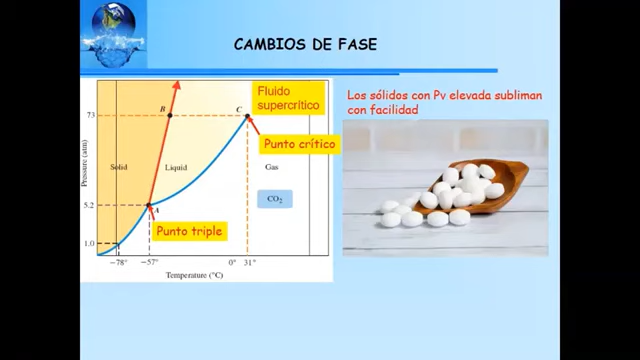 CAMBIOS DE FASE
Los sólidos con Pv elevada subliman
con facilidad
Fluido
supercrítico
B
C
73
Punto crítico
Solid
Liquid
Gas
Pressure (atm)
CO2
5.2
A
Punto triple
1.0
−78°
−57°
0°
31°
Temperature (°C)